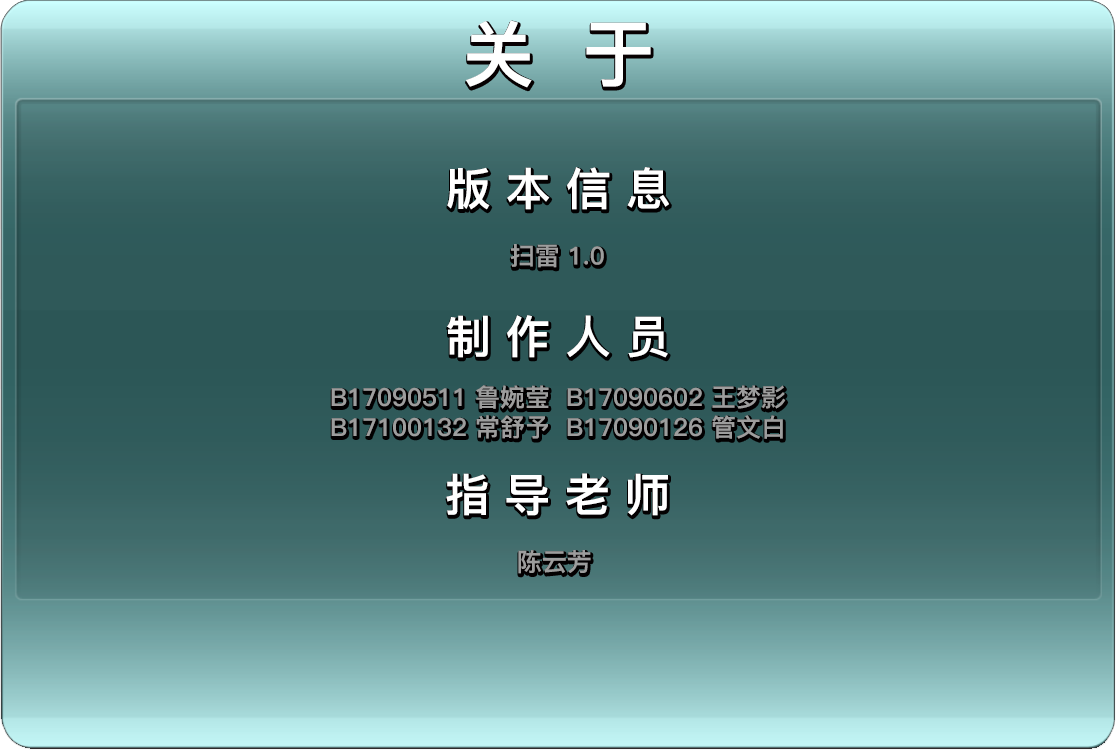 关 于
版 本 信 息
扫雷 1.0
制 作 人 员
B17090511 鲁婉莹 B17090602 王梦影
B17100132 常舒予 B17090126 管文白
指 导 老 师
陈云芳